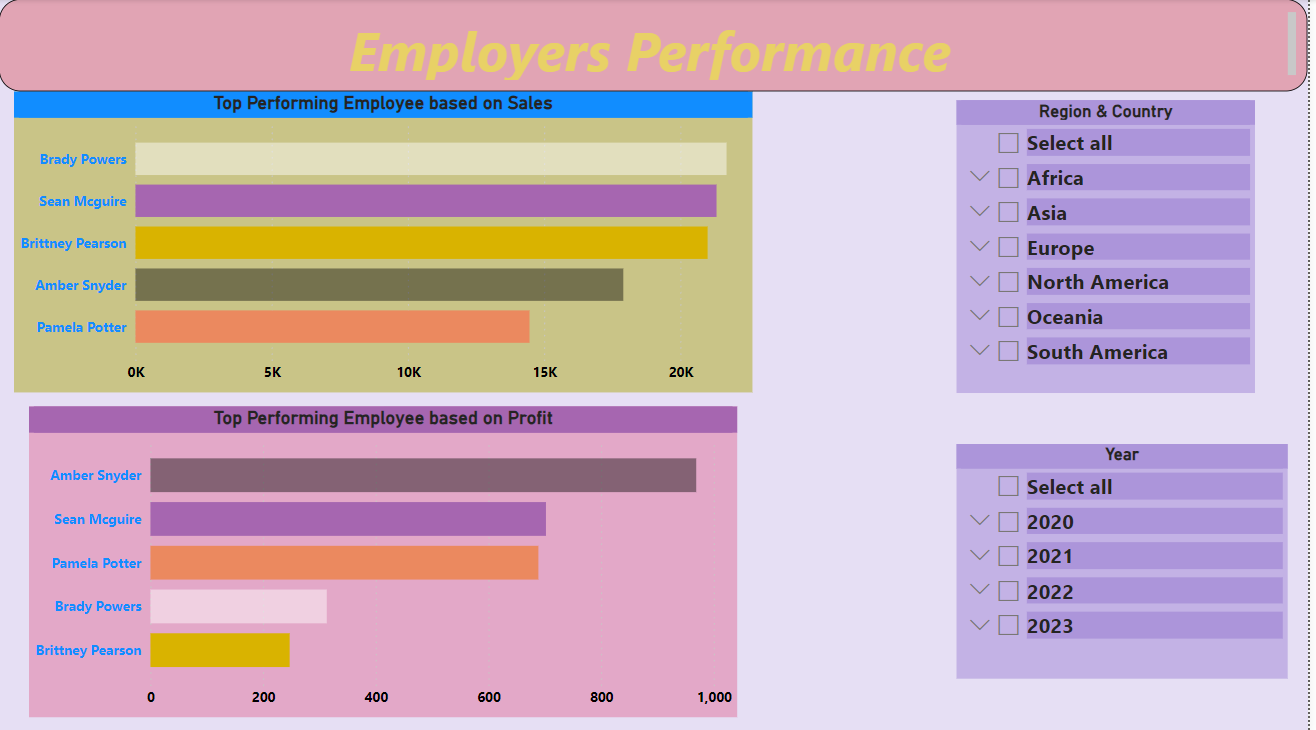 Employers Performance
Top Performing Employee based on Sales
Brady Powers
Sean Mcguire
Brittney Pearson
Amber Snyder
Pamela Potter
0K 5K 10K 15K 20K
Top Performing Employee based on Profit
Amber Snyder
Sean Mcguire
Pamela Potter
Brady Powers
Brittney Pearson
0 200 400 600 800 1,000
Region & Country
Select all
Africa
Asia
Europe
North America
Oceania
South America
Year
Select all
2020
2021
2022
2023